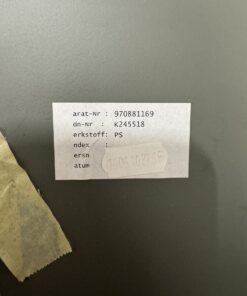 arat-Nr : 970881169
dn-Nr : K245518
erkstoff: PS
ndex :
ersn
atum